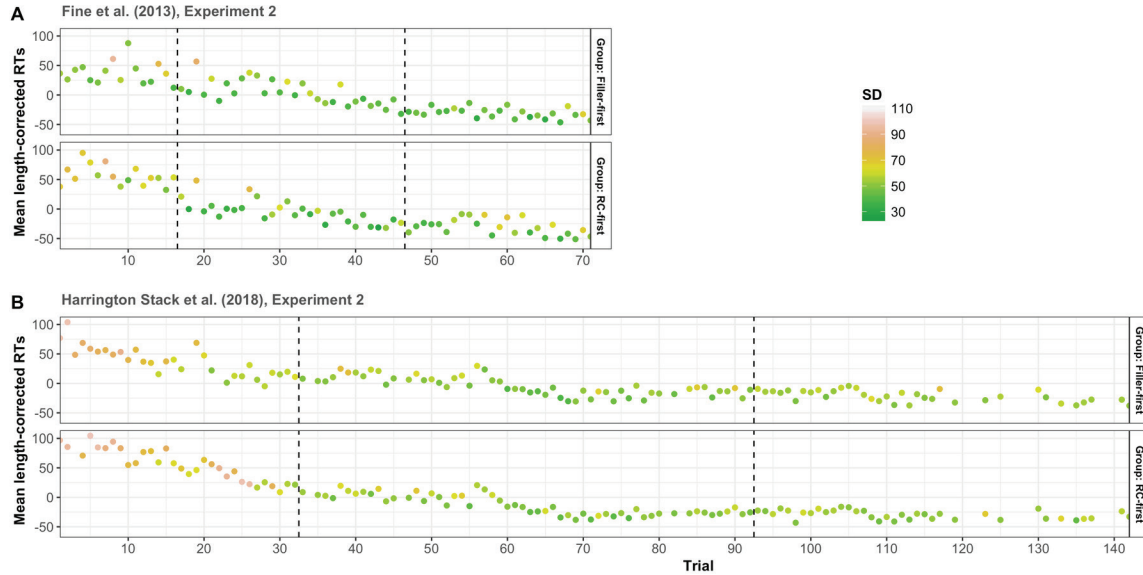 A
Fine et al. (2013), Experiment 2
Mean length-corrected RTs
100
50
0
-50
Group: Filler-first
100
50
0
-50
Group: RC-first
10 20 30 40 50 60 70
SD
110
90
70
50
30
B
Harrington Stack et al. (2018), Experiment 2
Mean length-corrected RTs
100
50
0
-50
Group: Filler-first
100
50
0
-50
Group: RC-first
10 20 30 40 50 60 70 80 90 100 110 120 130 140
Trial